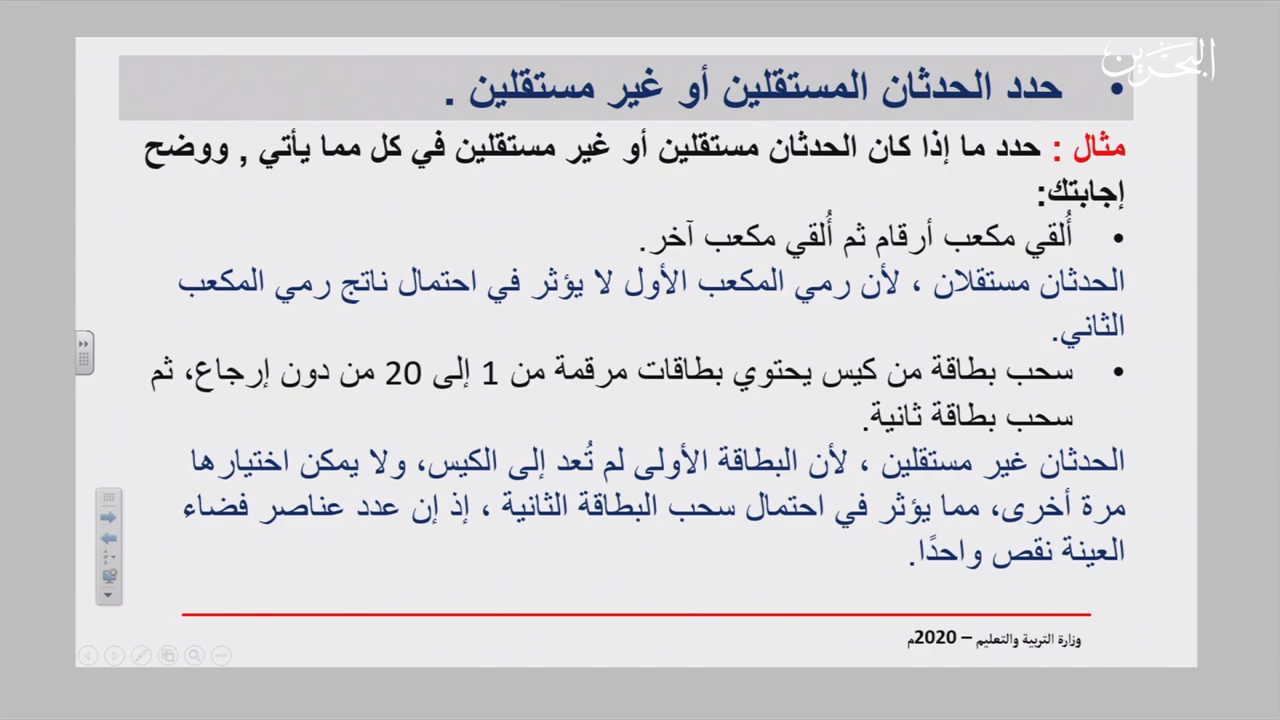 البحرين
• حدد الحدثان المستقلين أو غير مستقلين .
مثال : حدد ما إذا كان الحدثان مستقلين أو غير مستقلين في كل مما يأتي , ووضح
إجابتك:
• أُلقي مكعب أرقام ثم أُلقي مكعب آخر.
الحدثان مستقلان ، لأن رمي المكعب الأول لا يؤثر في احتمال ناتج رمي المكعب
الثاني.
• سحب بطاقة من كيس يحتوي بطاقات مرقمة من 1 إلى 20 من دون إرجاع، ثم
سحب بطاقة ثانية.
الحدثان غير مستقلين ، لأن البطاقة الأولى لم تُعد إلى الكيس، ولا يمكن اختيارها
مرة أخرى، مما يؤثر في احتمال سحب البطاقة الثانية ، إذ إن عدد عناصر فضاء
العينة نقص واحدًا.
وزارة التربية والتعليم – 2020م